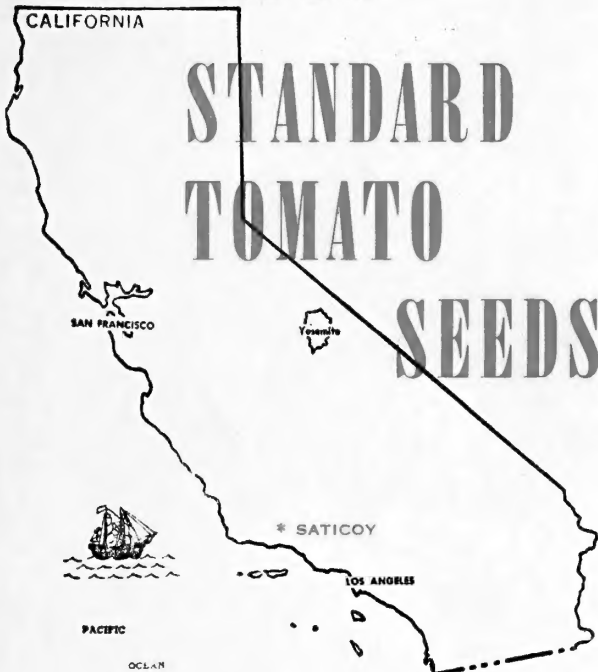 CALIFORNIA
STANDARD
TOMATO
SEEDS
SAN FRANCISCO
Yosemite
* SATICOY
LOS ANGELES
PACIFIC
OCEAN